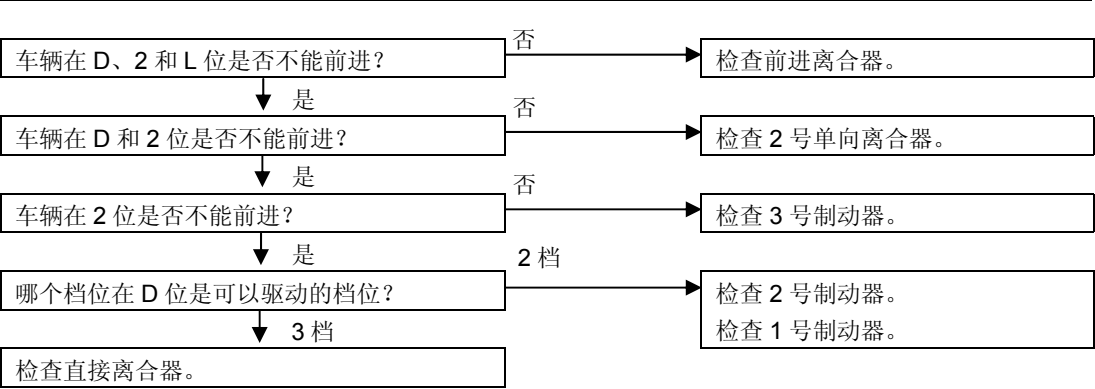 车辆在 D、2 和 L 位是否不能前进?
否
检查前进离合器。
是
车辆在 D 和 2 位是否不能前进?
否
检查 2 号单向离合器。
是
车辆在 2 位是否不能前进?
否
检查 3 号制动器。
是
哪个档位在 D 位是可以驱动的档位?
2 档
检查 2 号制动器。
检查 1 号制动器。
3 档
检查直接离合器。